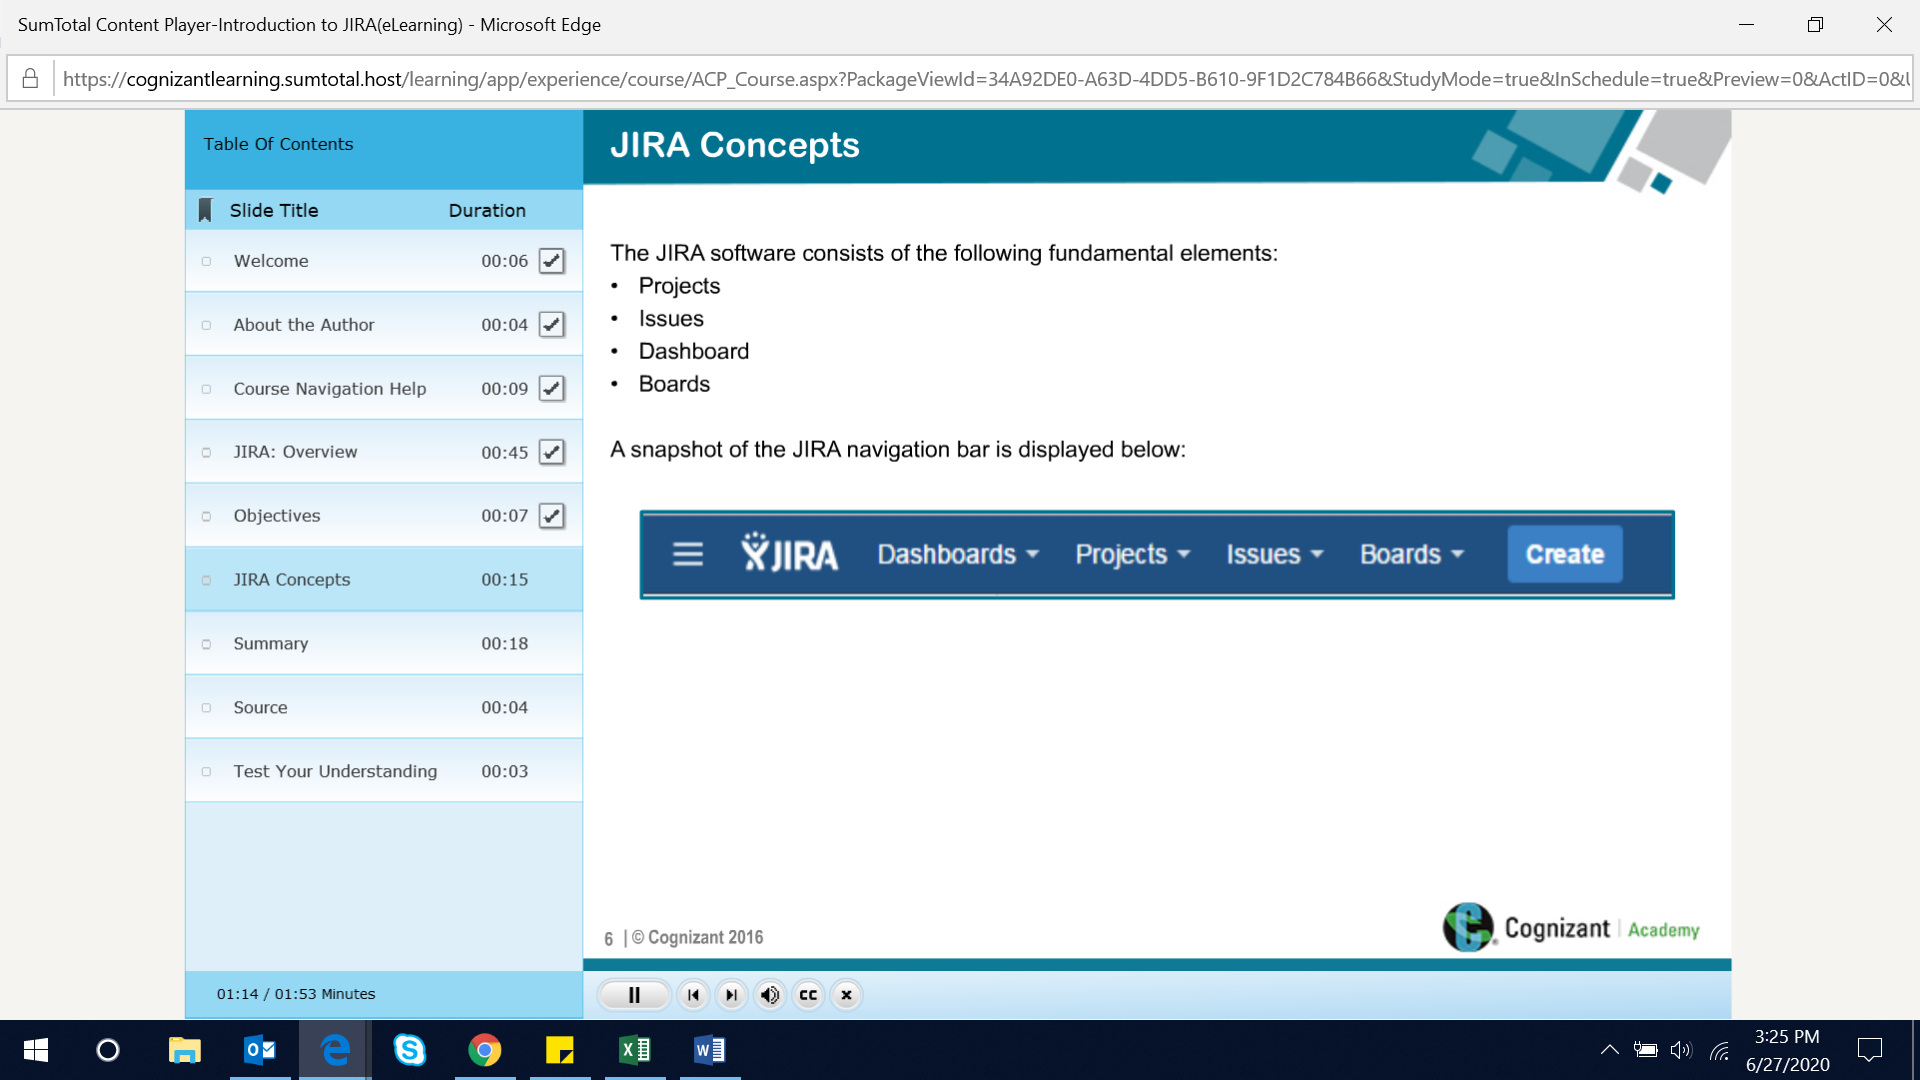 SumTotal Content Player-Introduction to JIRA(eLearning) - Microsoft Edge
https://cognizantlearning.sumtotal.host/learning/app/experience/course/ACP_Course.aspx?PackageViewId=34A92DE0-A63D-4DD5-B610-9F1D2C784B66&StudyMode=true&InSchedule=true&Preview=0&ActID=0&
Table Of Contents
Slide Title Duration
Welcome 00:06
About the Author 00:04
Course Navigation Help 00:09
JIRA: Overview 00:45
Objectives 00:07
JIRA Concepts 00:15
Summary 00:18
Source 00:04
Test Your Understanding 00:03
01:14 / 01:53 Minutes
JIRA Concepts
The JIRA software consists of the following fundamental elements:
• Projects
• Issues
• Dashboard
• Boards
A snapshot of the JIRA navigation bar is displayed below:
JIRA Dashboards Projects Issues Boards Create
6 | © Cognizant 2016
Cognizant | Academy
CC
3:25 PM
6/27/2020